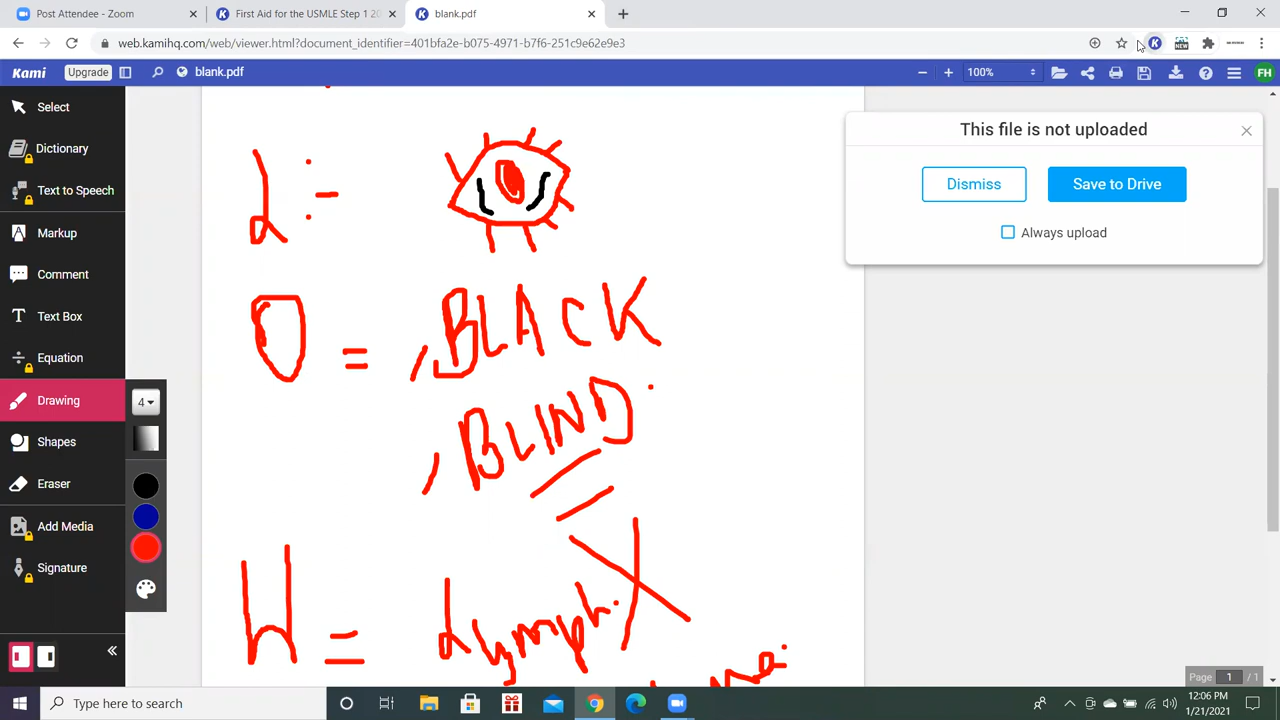 Post Attendee - Zoom
First Aid for the USMLE Step 1 20
blank.pdf
web.kamihq.com/web/viewer.html?document_identifier=401bfa2e-b075-4971-b7f6-251c9e62e9e3
Kami Upgrade blank.pdf 100% FH
Select
Dictionary
Text to Speech
Markup
Comment
Text Box
Equation
Drawing
Shapes
Eraser
Add Media
Signature
4
This file is not uploaded
Dismiss Save to Drive
Always upload
L :-
O = , BLACK
, BLIND.
H = Lymph.
Page 1 / 1
Type here to search
12:06 PM
1/21/2021